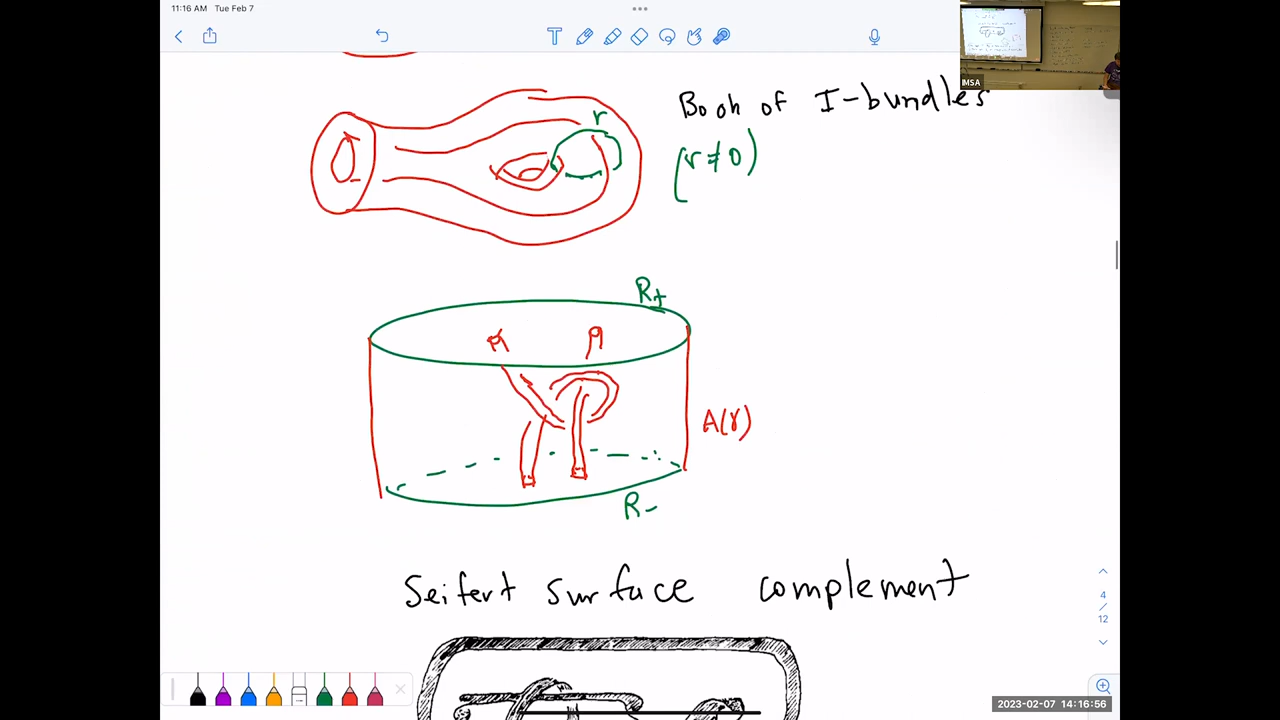 11:16 AM Tue Feb 7
IMSA
Book of I-bundles
r
(r≠0)
R+
A(γ)
R-
Seifert surface complement
4
/
12
2023-02-07 14:16:56